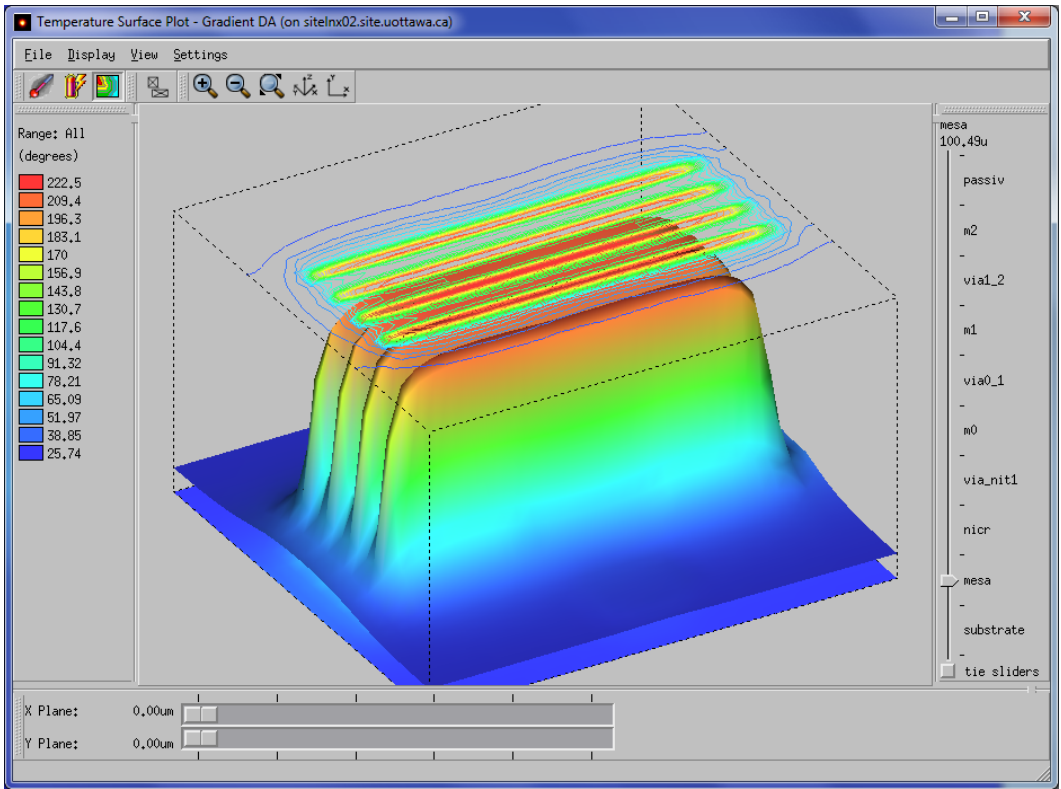 Temperature Surface Plot - Gradient DA (on sitelnx02.site.uottawa.ca)
File Display View Settings
Range: All
(degrees)
222.5
209.4
196.3
183.1
170
156.9
143.8
130.7
117.6
104.4
91.32
78.21
65.09
51.97
38.85
25.74
mesa
100.49u
passiv
m2
via1_2
m1
via0_1
m0
via_nit1
nicr
mesa
substrate
tie sliders
X Plane: 0.00um
Y Plane: 0.00um